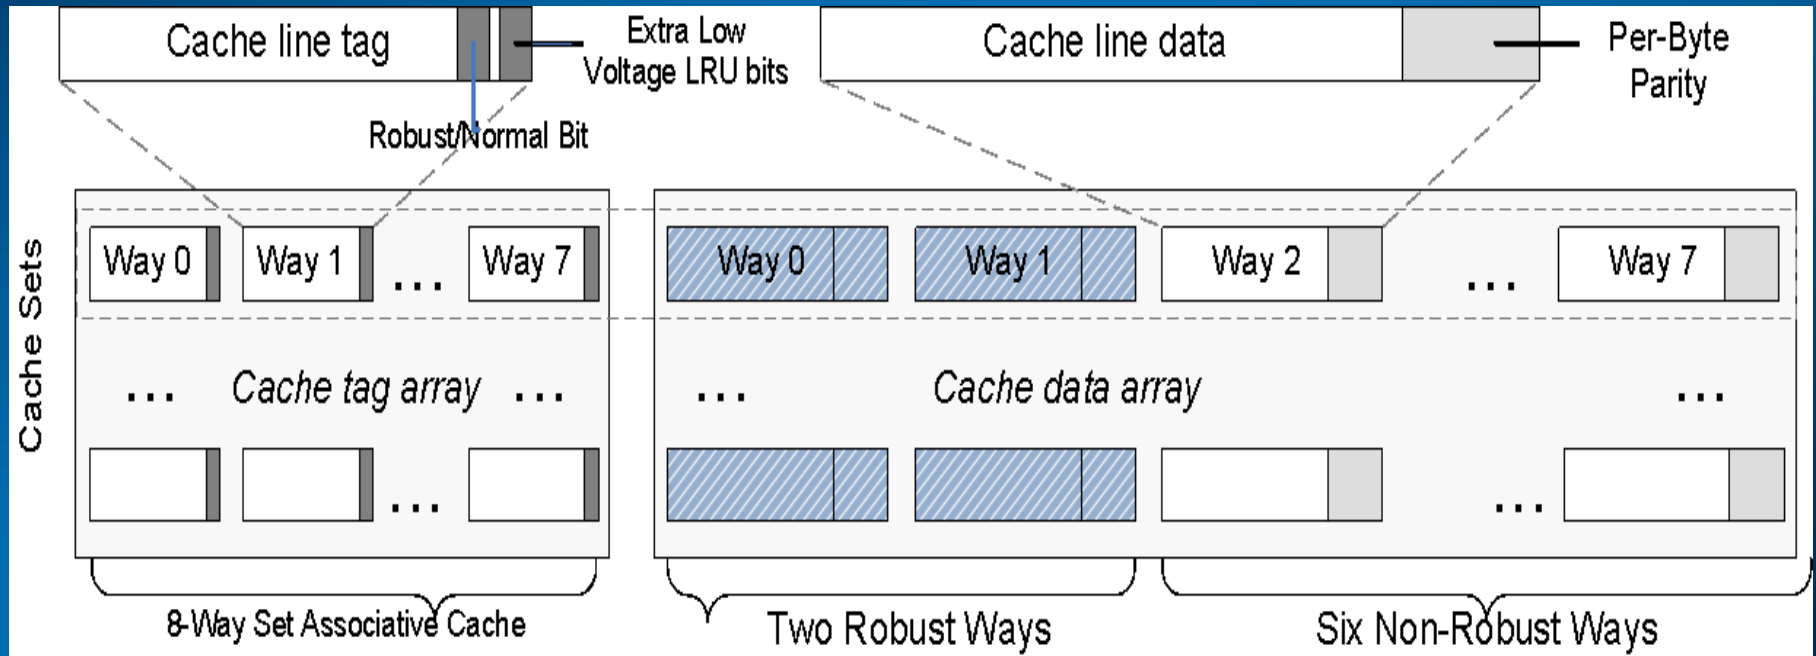 Cache line tag
Extra Low
Voltage LRU bits
Robust/Normal Bit
Cache line data
Per-Byte
Parity
Cache Sets
Way 0
Way 1
...
Way 7
Way 0
Way 1
Way 2
...
Way 7
... Cache tag array ...
... Cache data array ...
...
...
8-Way Set Associative Cache
Two Robust Ways
Six Non-Robust Ways